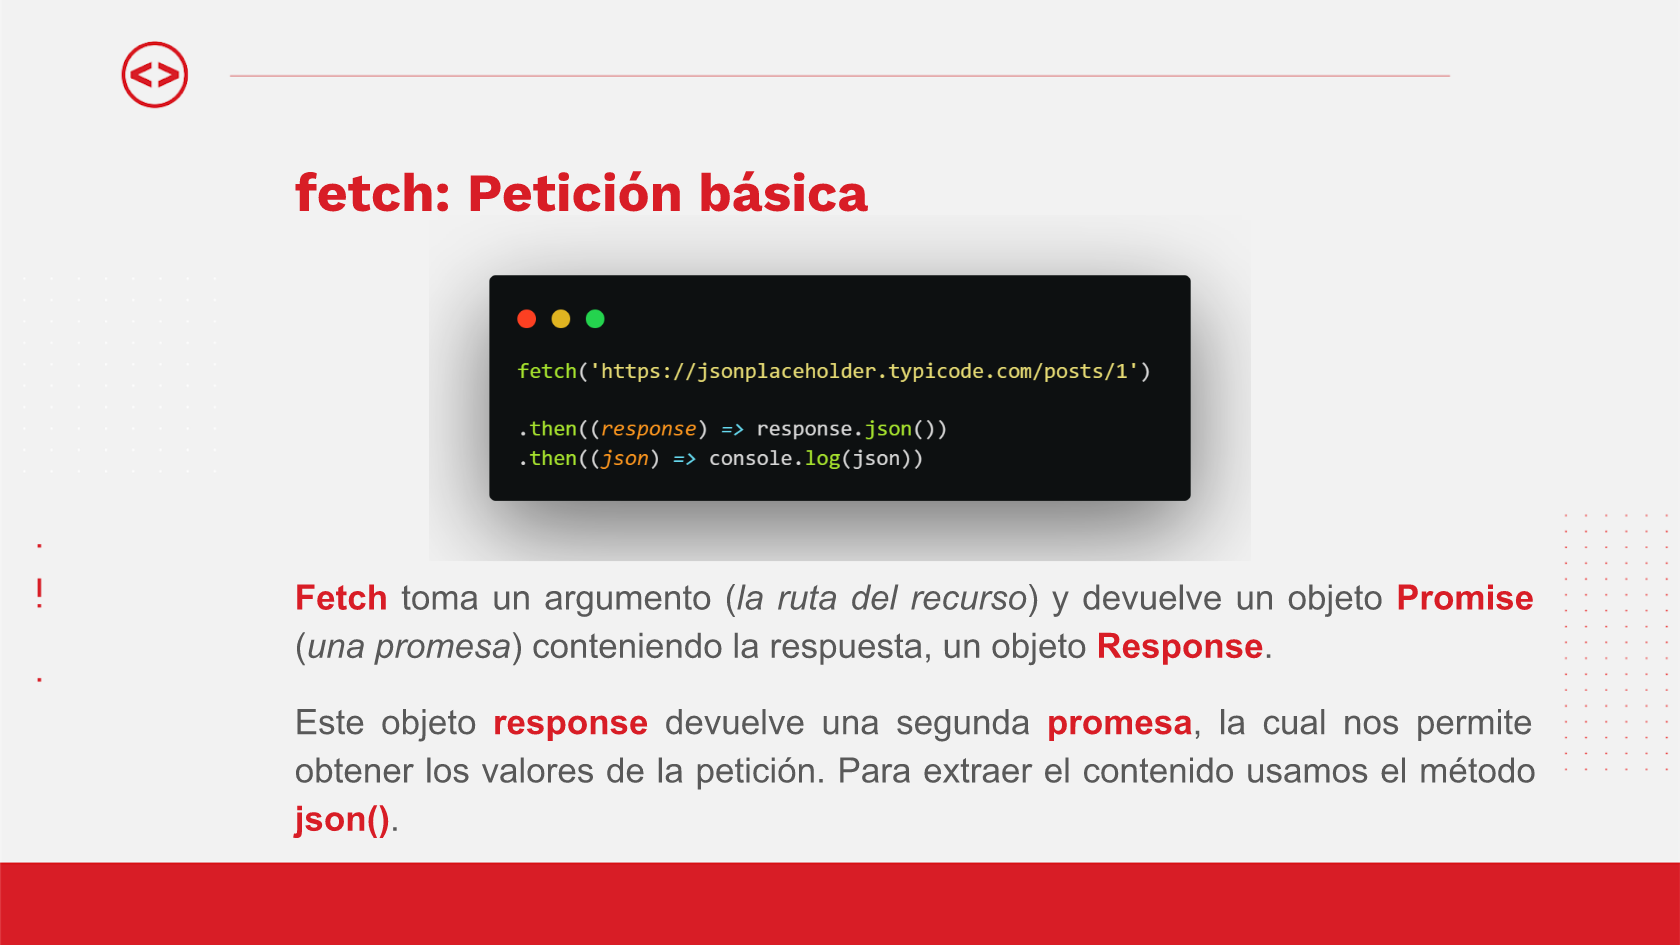 <>
fetch: Petición básica
fetch('https://jsonplaceholder.typicode.com/posts/1')
.then((response) => response.json())
.then((json) => console.log(json))
Fetch toma un argumento (la ruta del recurso) y devuelve un objeto Promise
(una promesa) conteniendo la respuesta, un objeto Response.
Este objeto response devuelve una segunda promesa, la cual nos permite
obtener los valores de la petición. Para extraer el contenido usamos el método
json().